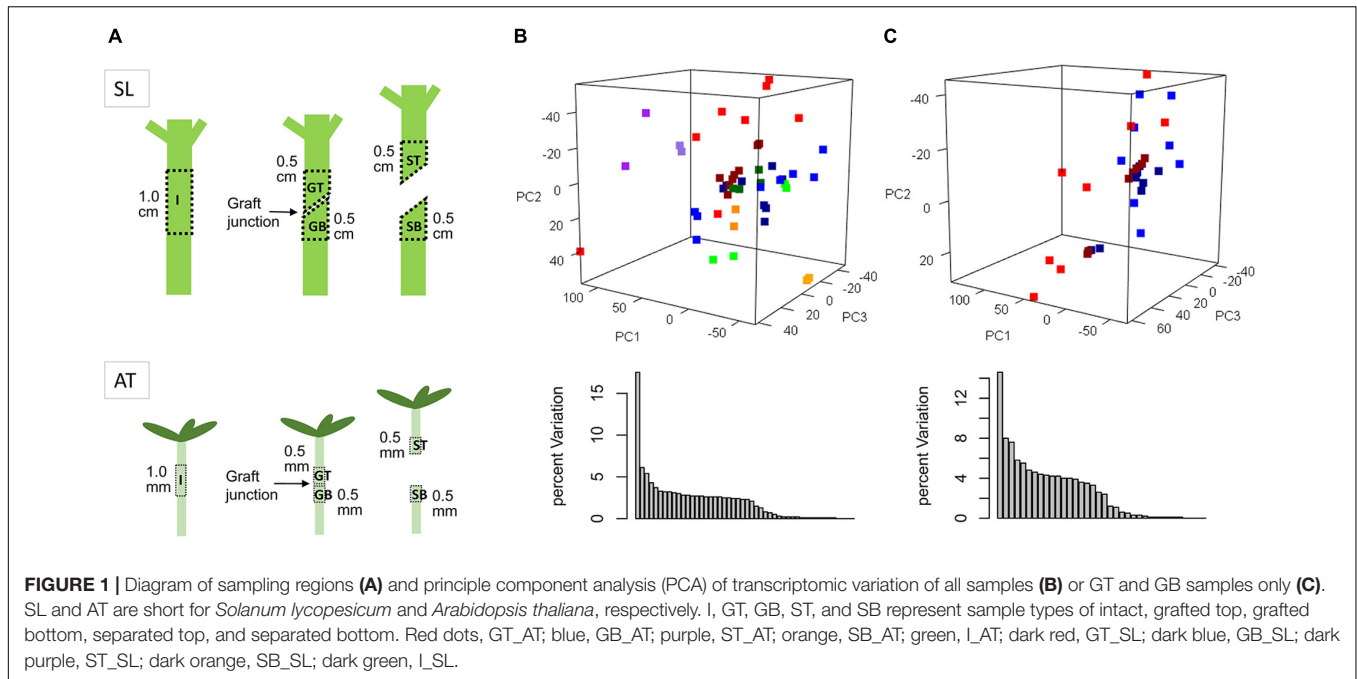 A
B
C
SL
I
1.0
cm
0.5
cm
GT
Graft
junction
GB
0.5
cm
0.5
cm
ST
SB
0.5
cm
AT
I
1.0
mm
0.5
mm
GT
Graft
junction
GB
0.5
mm
0.5
mm
ST
SB
0.5
mm
-40
-20
0
20
40
PC2
100
50
0
-50
PC1
40
20
0
-20
-40
PC3
-40
-20
0
20
PC2
100
50
0
-50
PC1
60
40
20
0
-20
-40
PC3
percent Variation
15
10
5
0
percent Variation
12
8
4
0
FIGURE 1 | Diagram of sampling regions (A) and principle component analysis (PCA) of transcriptomic variation of all samples (B) or GT and GB samples only (C).
SL and AT are short for Solanum lycopesicum and Arabidopsis thaliana, respectively. I, GT, GB, ST, and SB represent sample types of intact, grafted top, grafted
bottom, separated top, and separated bottom. Red dots, GT_AT; blue, GB_AT; purple, ST_AT; orange, SB_AT; green, I_AT; dark red, GT_SL; dark blue, GB_SL; dark
purple, ST_SL; dark orange, SB_SL; dark green, I_SL.